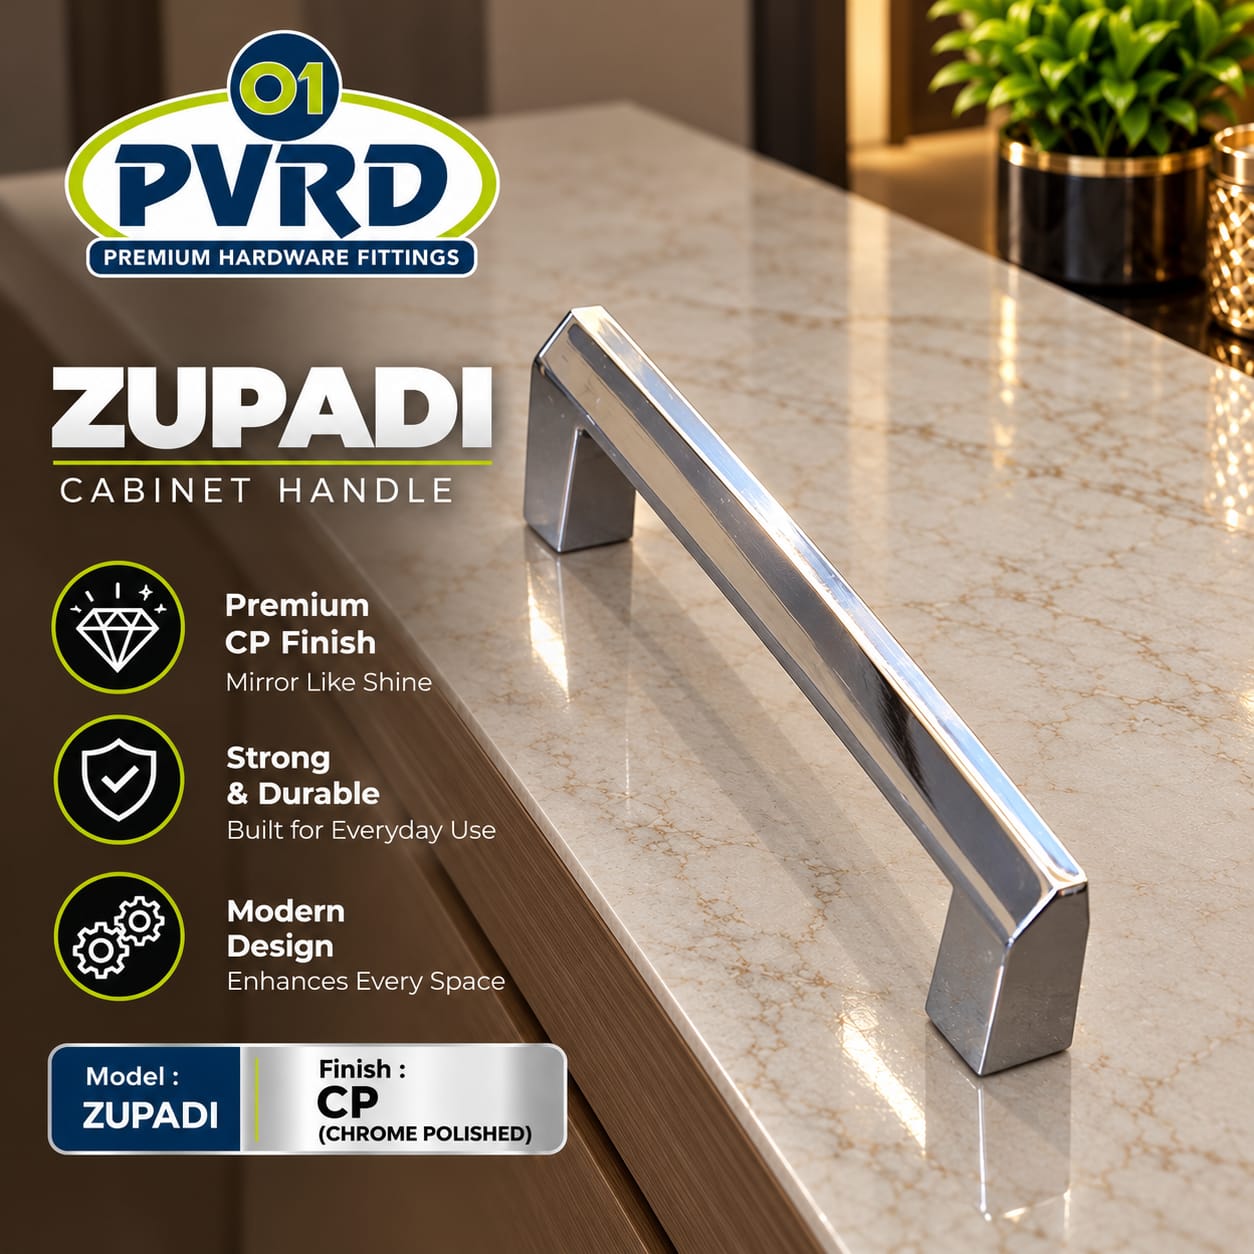 01
PVRD
PREMIUM HARDWARE FITTINGS
ZUPADI
CABINET HANDLE
Premium
CP Finish
Mirror Like Shine
Strong
& Durable
Built for Everyday Use
Modern
Design
Enhances Every Space
Model :
ZUPADI
Finish :
CP
(CHROME POLISHED)